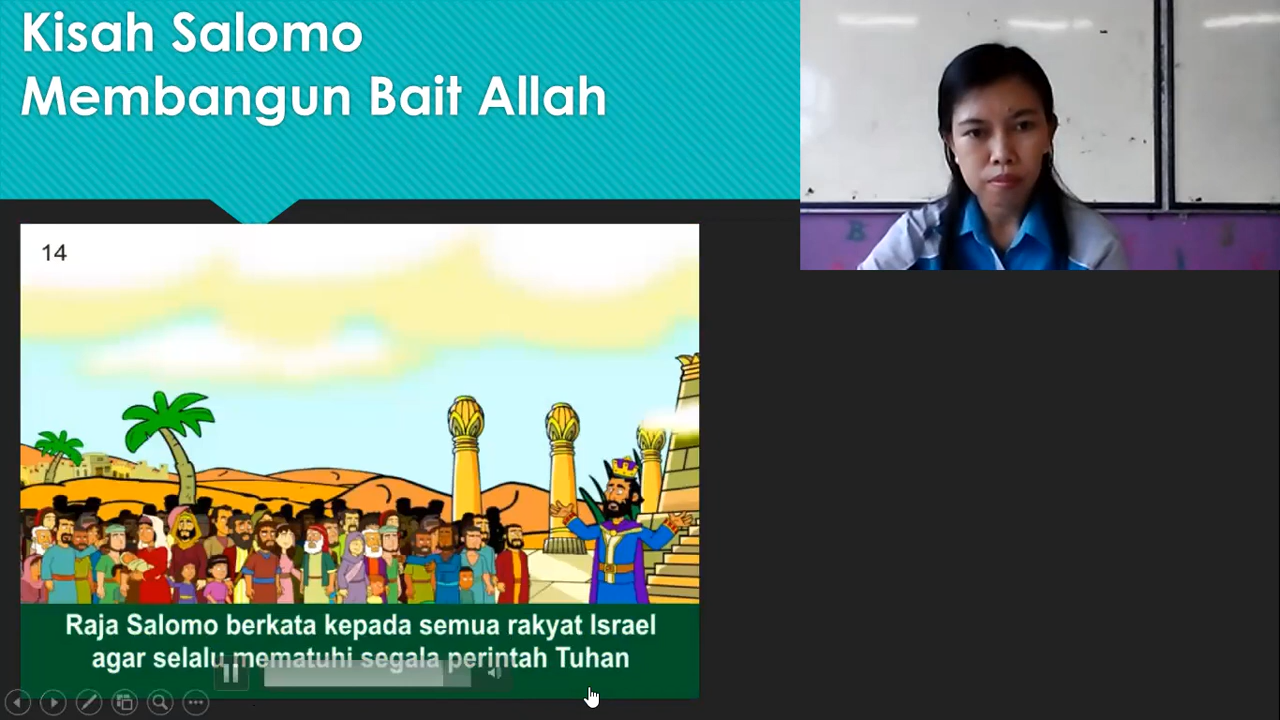 Kisah Salomo
Membangun Bait Allah
14
Raja Salomo berkata kepada semua rakyat Israel
agar selalu mematuhi segala perintah Tuhan